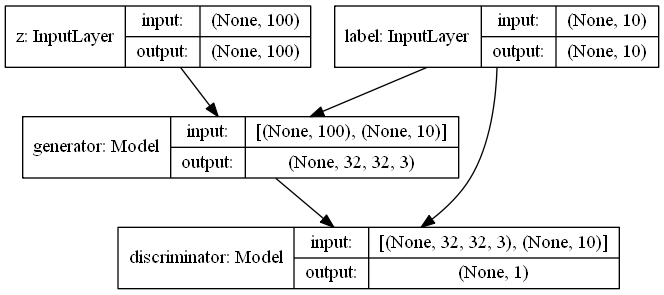 z: InputLayer
input: (None, 100)
output: (None, 100)
label: InputLayer
input: (None, 10)
output: (None, 10)
generator: Model
input: [(None, 100), (None, 10)]
output: (None, 32, 32, 3)
discriminator: Model
input: [(None, 32, 32, 3), (None, 10)]
output: (None, 1)